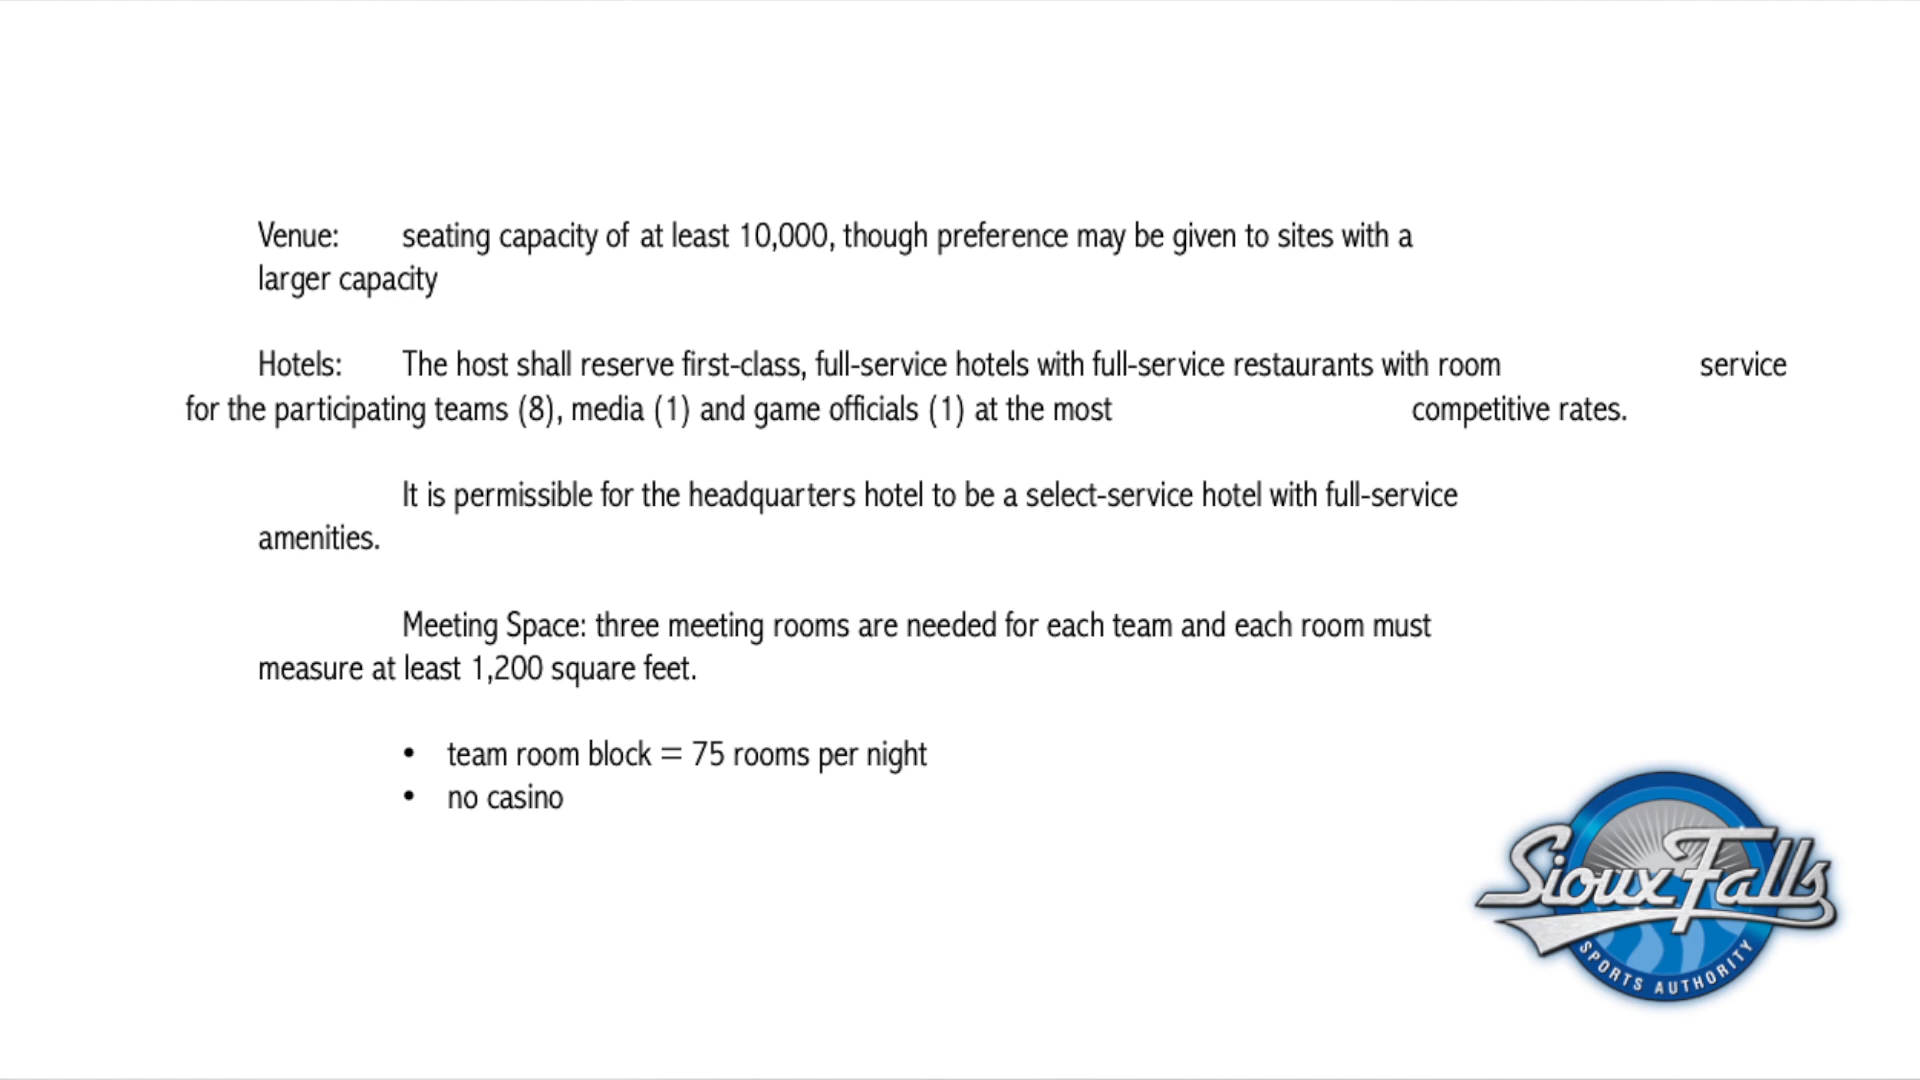 Venue: seating capacity of at least 10,000, though preference may be given to sites with a
larger capacity
Hotels: The host shall reserve first-class, full-service hotels with full-service restaurants with room service
for the participating teams (8), media (1) and game officials (1) at the most competitive rates.
It is permissible for the headquarters hotel to be a select-service hotel with full-service
amenities.
Meeting Space: three meeting rooms are needed for each team and each room must
measure at least 1,200 square feet.
• team room block = 75 rooms per night
• no casino
Sioux Falls
SPORTS AUTHORITY